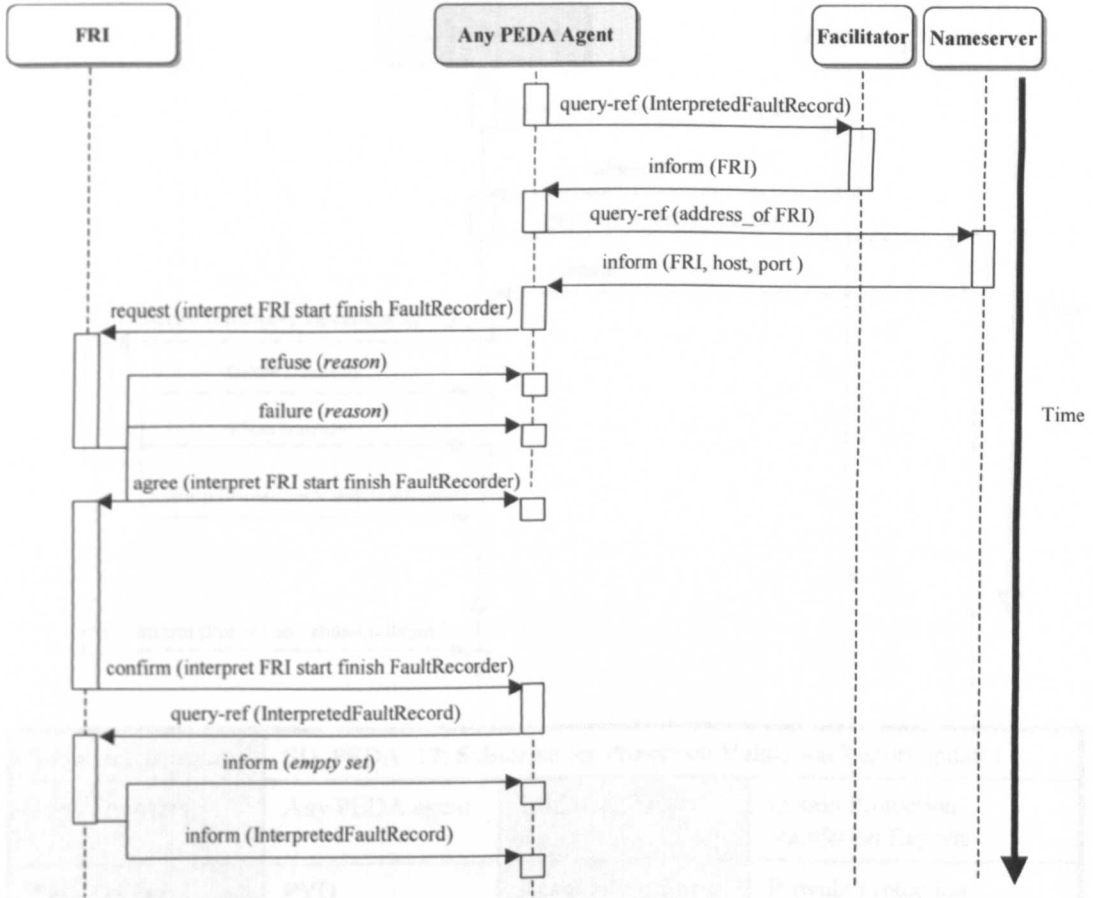 FRI
Any PEDA Agent
Facilitator
Nameserver
query-ref (InterpretedFaultRecord)
inform (FRI)
query-ref (address_of FRI)
inform (FRI, host, port )
request (interpret FRI start finish FaultRecorder)
refuse (reason)
failure (reason)
Time
agree (interpret FRI start finish FaultRecorder)
confirm (interpret FRI start finish FaultRecorder)
query-ref (InterpretedFaultRecord)
inform (empty set)
inform (InterpretedFaultRecord)